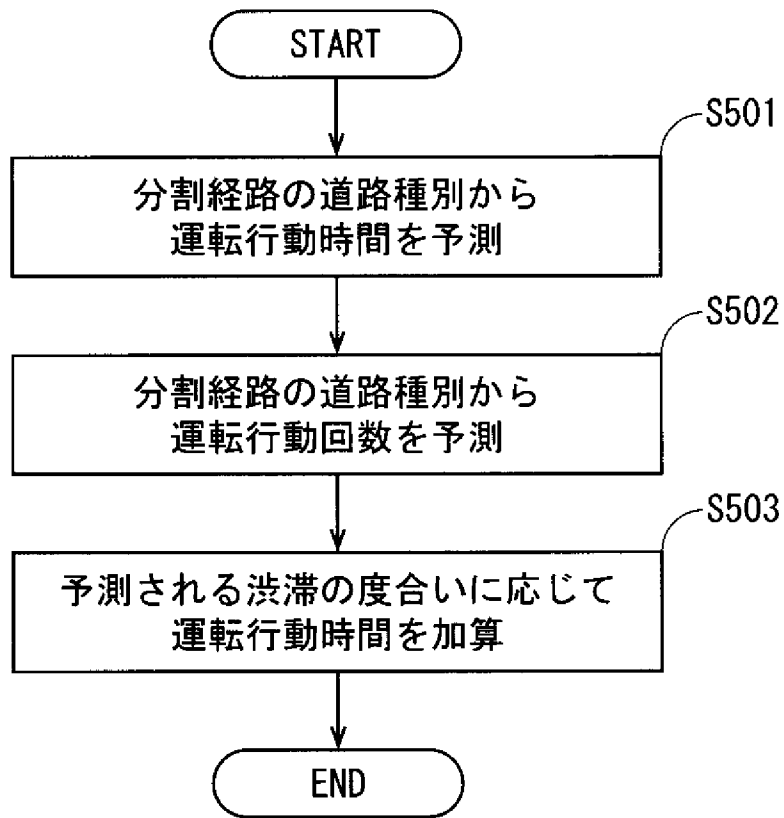 START
S501
分割経路の道路種別から
運転行動時間を予測
S502
分割経路の道路種別から
運転行動回数を予測
S503
予測される渋滞の度合いに応じて
運転行動時間を加算
END